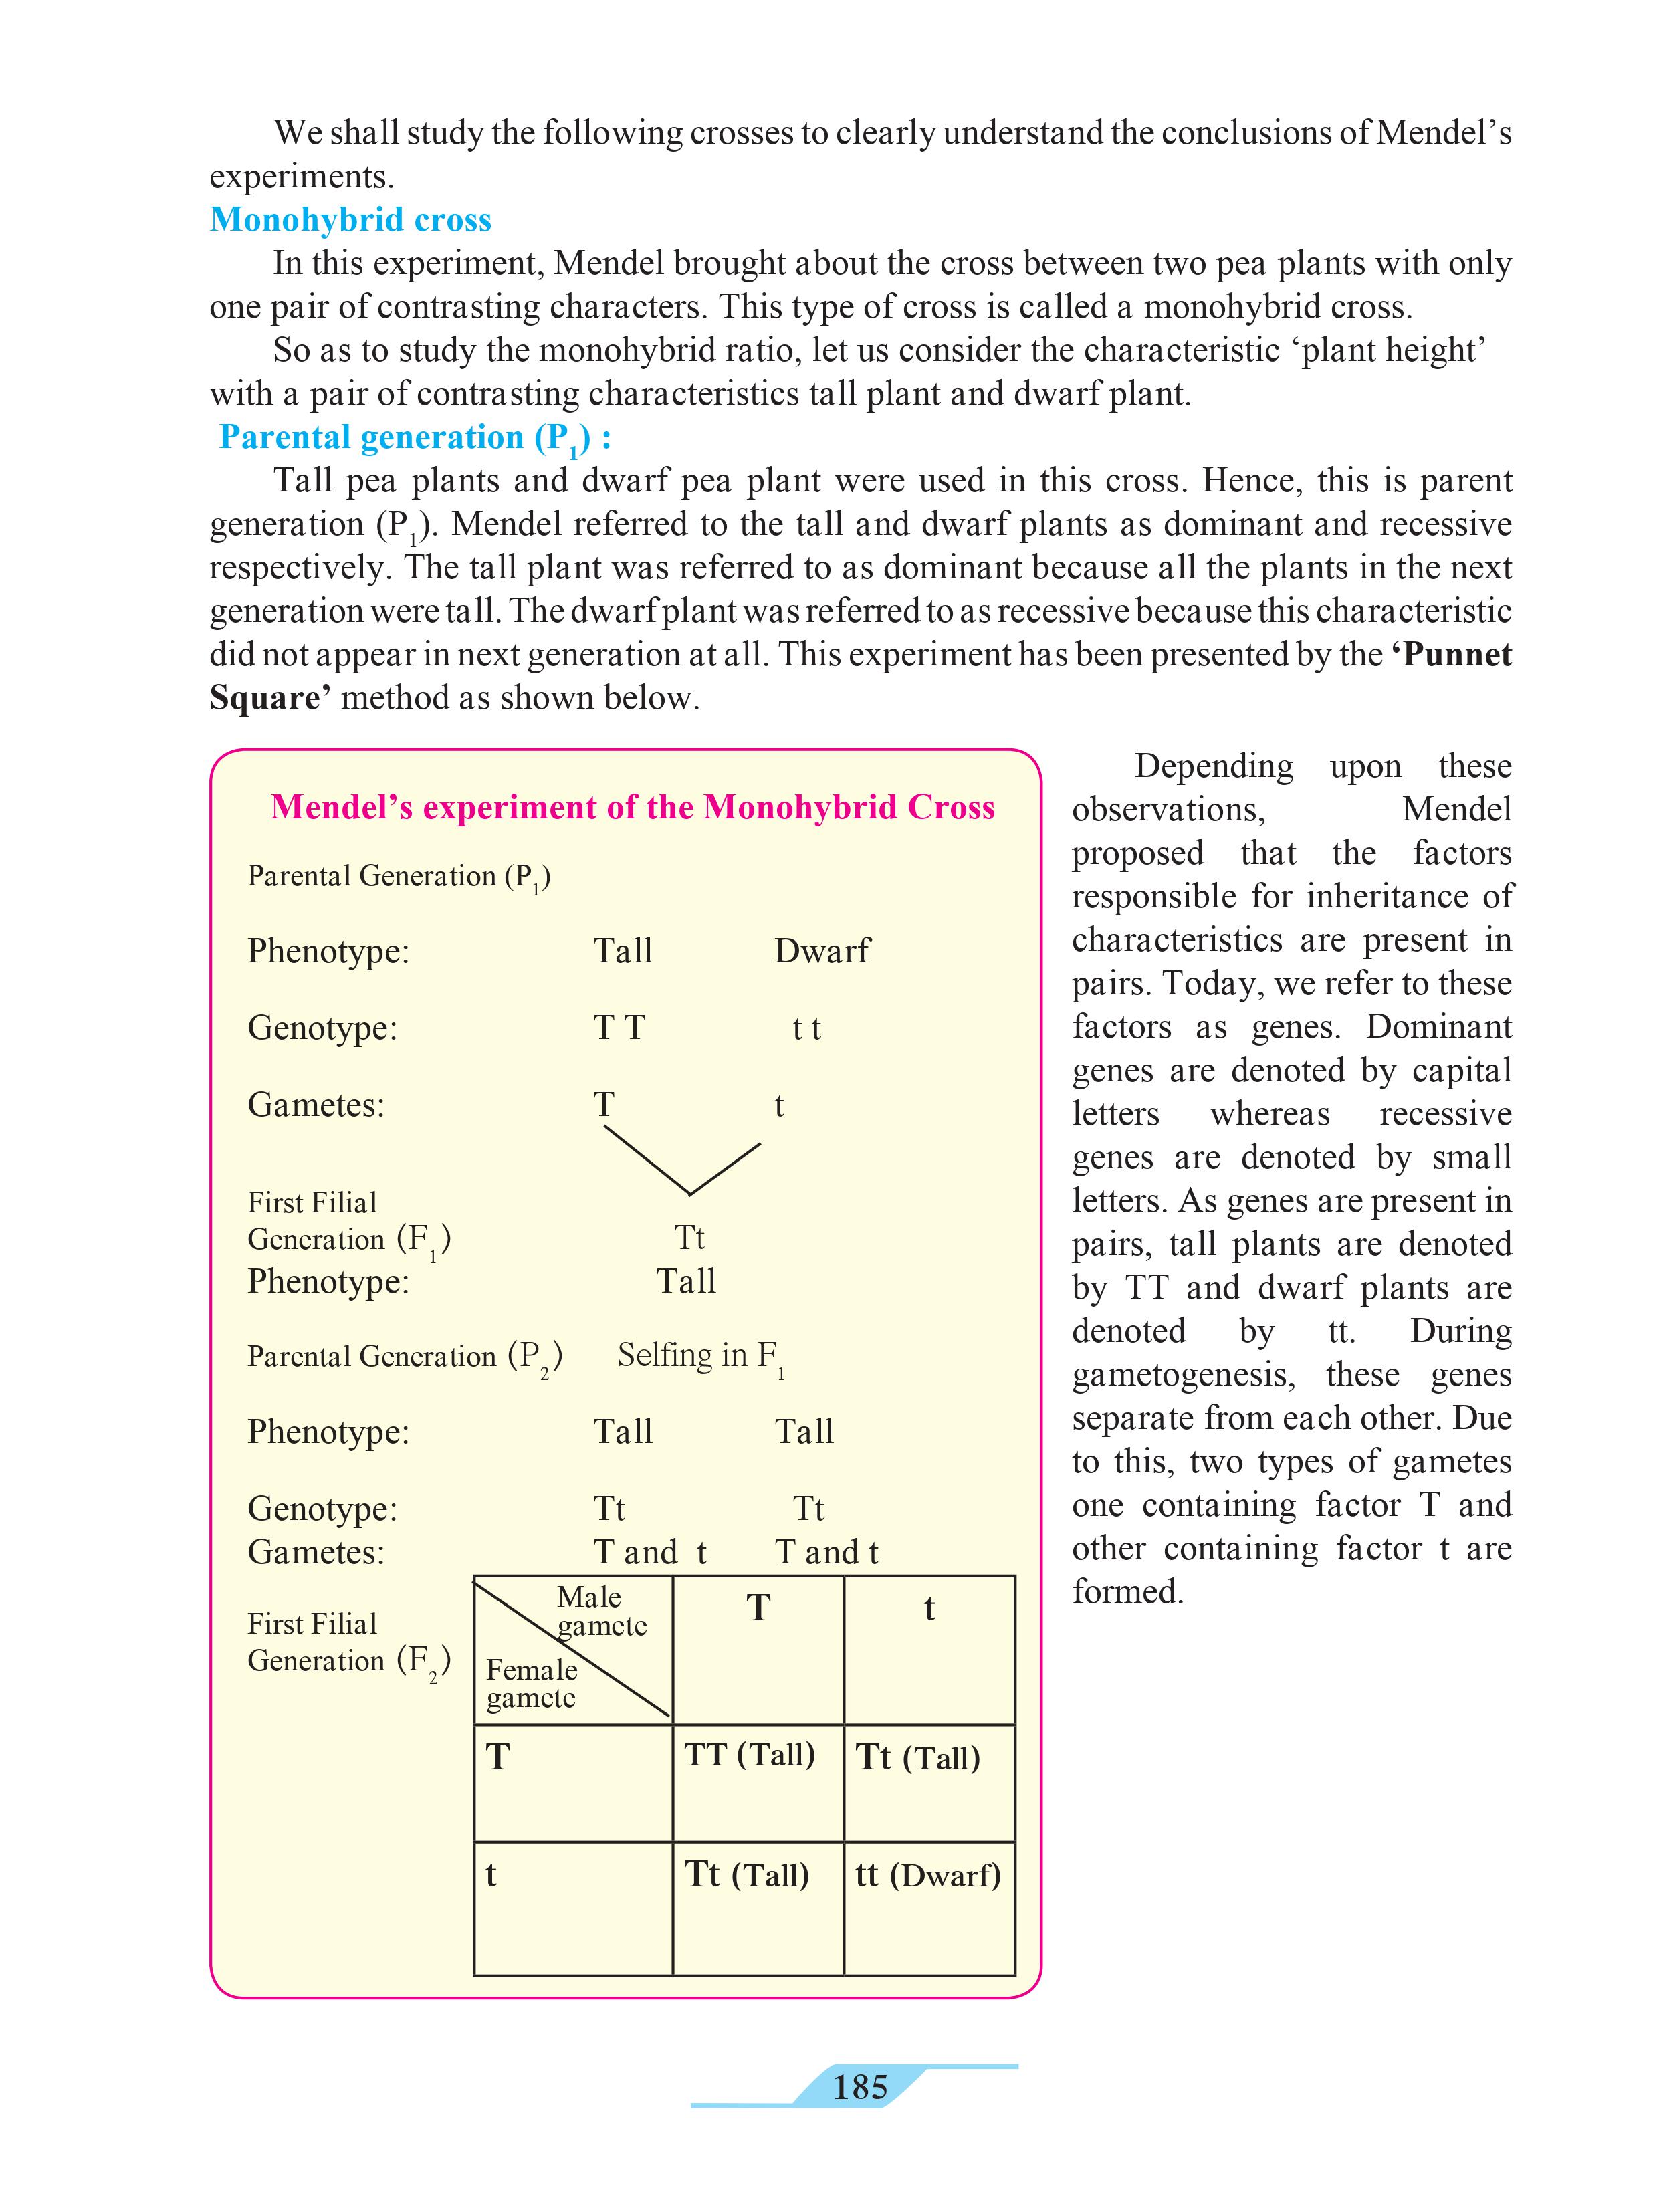 We shall study the following crosses to clearly understand the conclusions of Mendel’s
experiments.
Monohybrid cross
In this experiment, Mendel brought about the cross between two pea plants with only
one pair of contrasting characters. This type of cross is called a monohybrid cross.
So as to study the monohybrid ratio, let us consider the characteristic ‘plant height’
with a pair of contrasting characteristics tall plant and dwarf plant.
Parental generation (P₁) :
Tall pea plants and dwarf pea plant were used in this cross. Hence, this is parent
generation (P₁). Mendel referred to the tall and dwarf plants as dominant and recessive
respectively. The tall plant was referred to as dominant because all the plants in the next
generation were tall. The dwarf plant was referred to as recessive because this characteristic
did not appear in next generation at all. This experiment has been presented by the ‘Punnet
Square’ method as shown below.
Mendel’s experiment of the Monohybrid Cross
Parental Generation (P₁)
Phenotype: Tall Dwarf
Genotype: T T t t
Gametes: T t
First Filial
Generation (F₁) Tt
Phenotype: Tall
Parental Generation (P₂) Selfing in F₁
Phenotype: Tall Tall
Genotype: Tt Tt
Gametes: T and t T and t
First Filial
Generation (F₂)
Male
gamete
Female
gamete
T t
T TT (Tall) Tt (Tall)
t Tt (Tall) tt (Dwarf)
Depending upon these
observations, Mendel
proposed that the factors
responsible for inheritance of
characteristics are present in
pairs. Today, we refer to these
factors as genes. Dominant
genes are denoted by capital
letters whereas recessive
genes are denoted by small
letters. As genes are present in
pairs, tall plants are denoted
by TT and dwarf plants are
denoted by tt. During
gametogenesis, these genes
separate from each other. Due
to this, two types of gametes
one containing factor T and
other containing factor t are
formed.
185